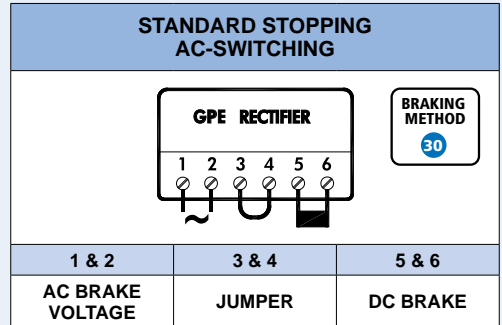 STANDARD STOPPING
AC-SWITCHING
GPE RECTIFIER
1 2 3 4 5 6
~
BRAKING
METHOD
30
1 & 2 3 & 4 5 & 6
AC BRAKE
VOLTAGE
JUMPER
DC BRAKE